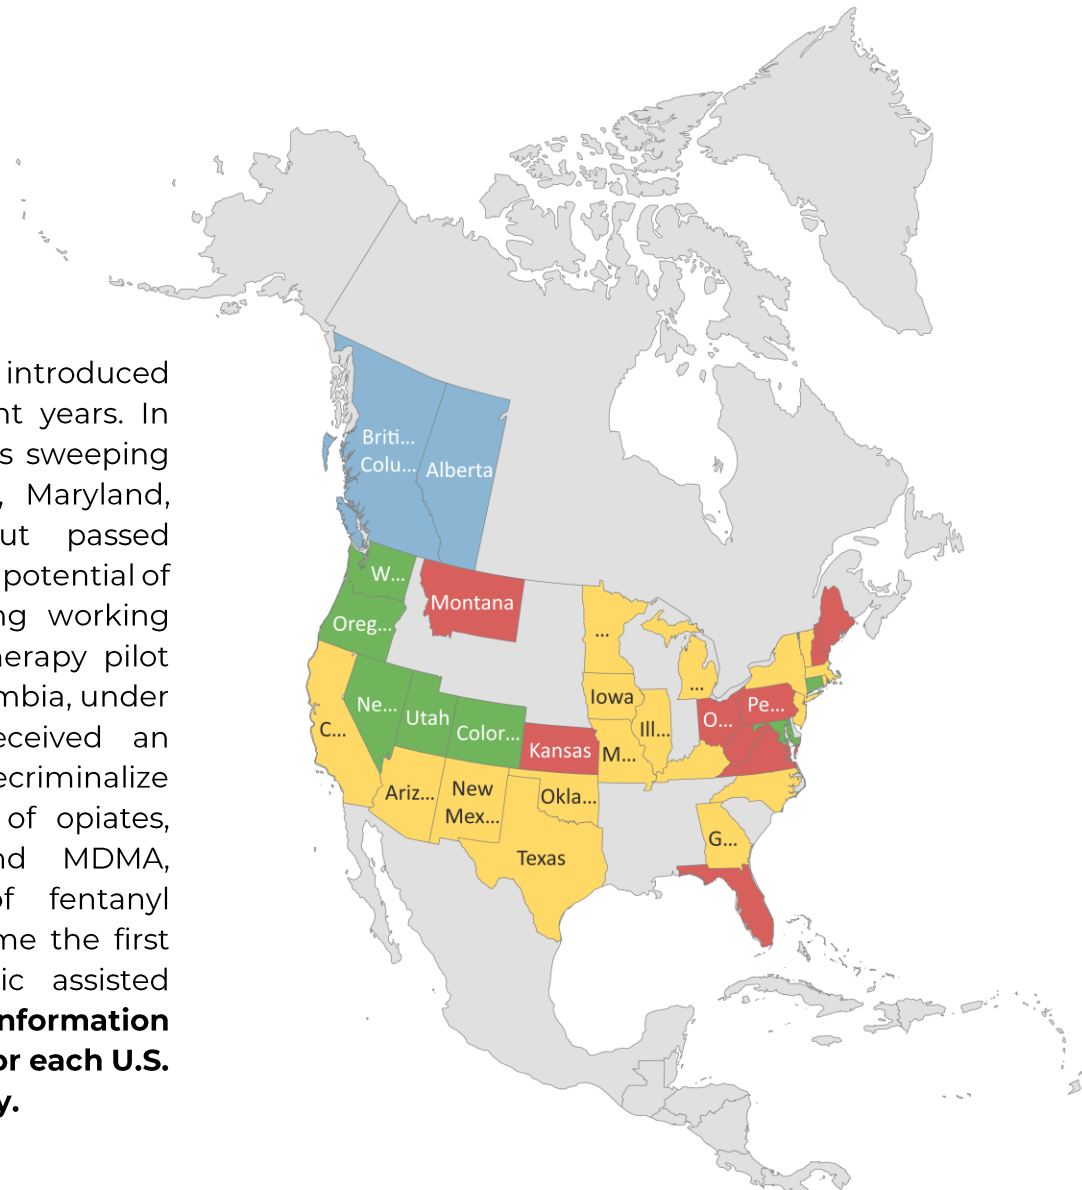 introduced
nt years. In
s sweeping
, Maryland,
ut passed
potential of
ng working
herapy pilot
mbia, under
eceived an
ecriminalize
of opiates,
nd MDMA,
of fentanyl
me the first
ic assisted
nformation
or each U.S.
y.
Briti...
Colu...
Alberta
W...
Montana
Oreg...
...
Iowa
...
Ne...
Utah
Color...
Kansas
Ill...
O...
Pe...
C...
M...
Ariz...
New
Mex...
Okla...
Texas
G...